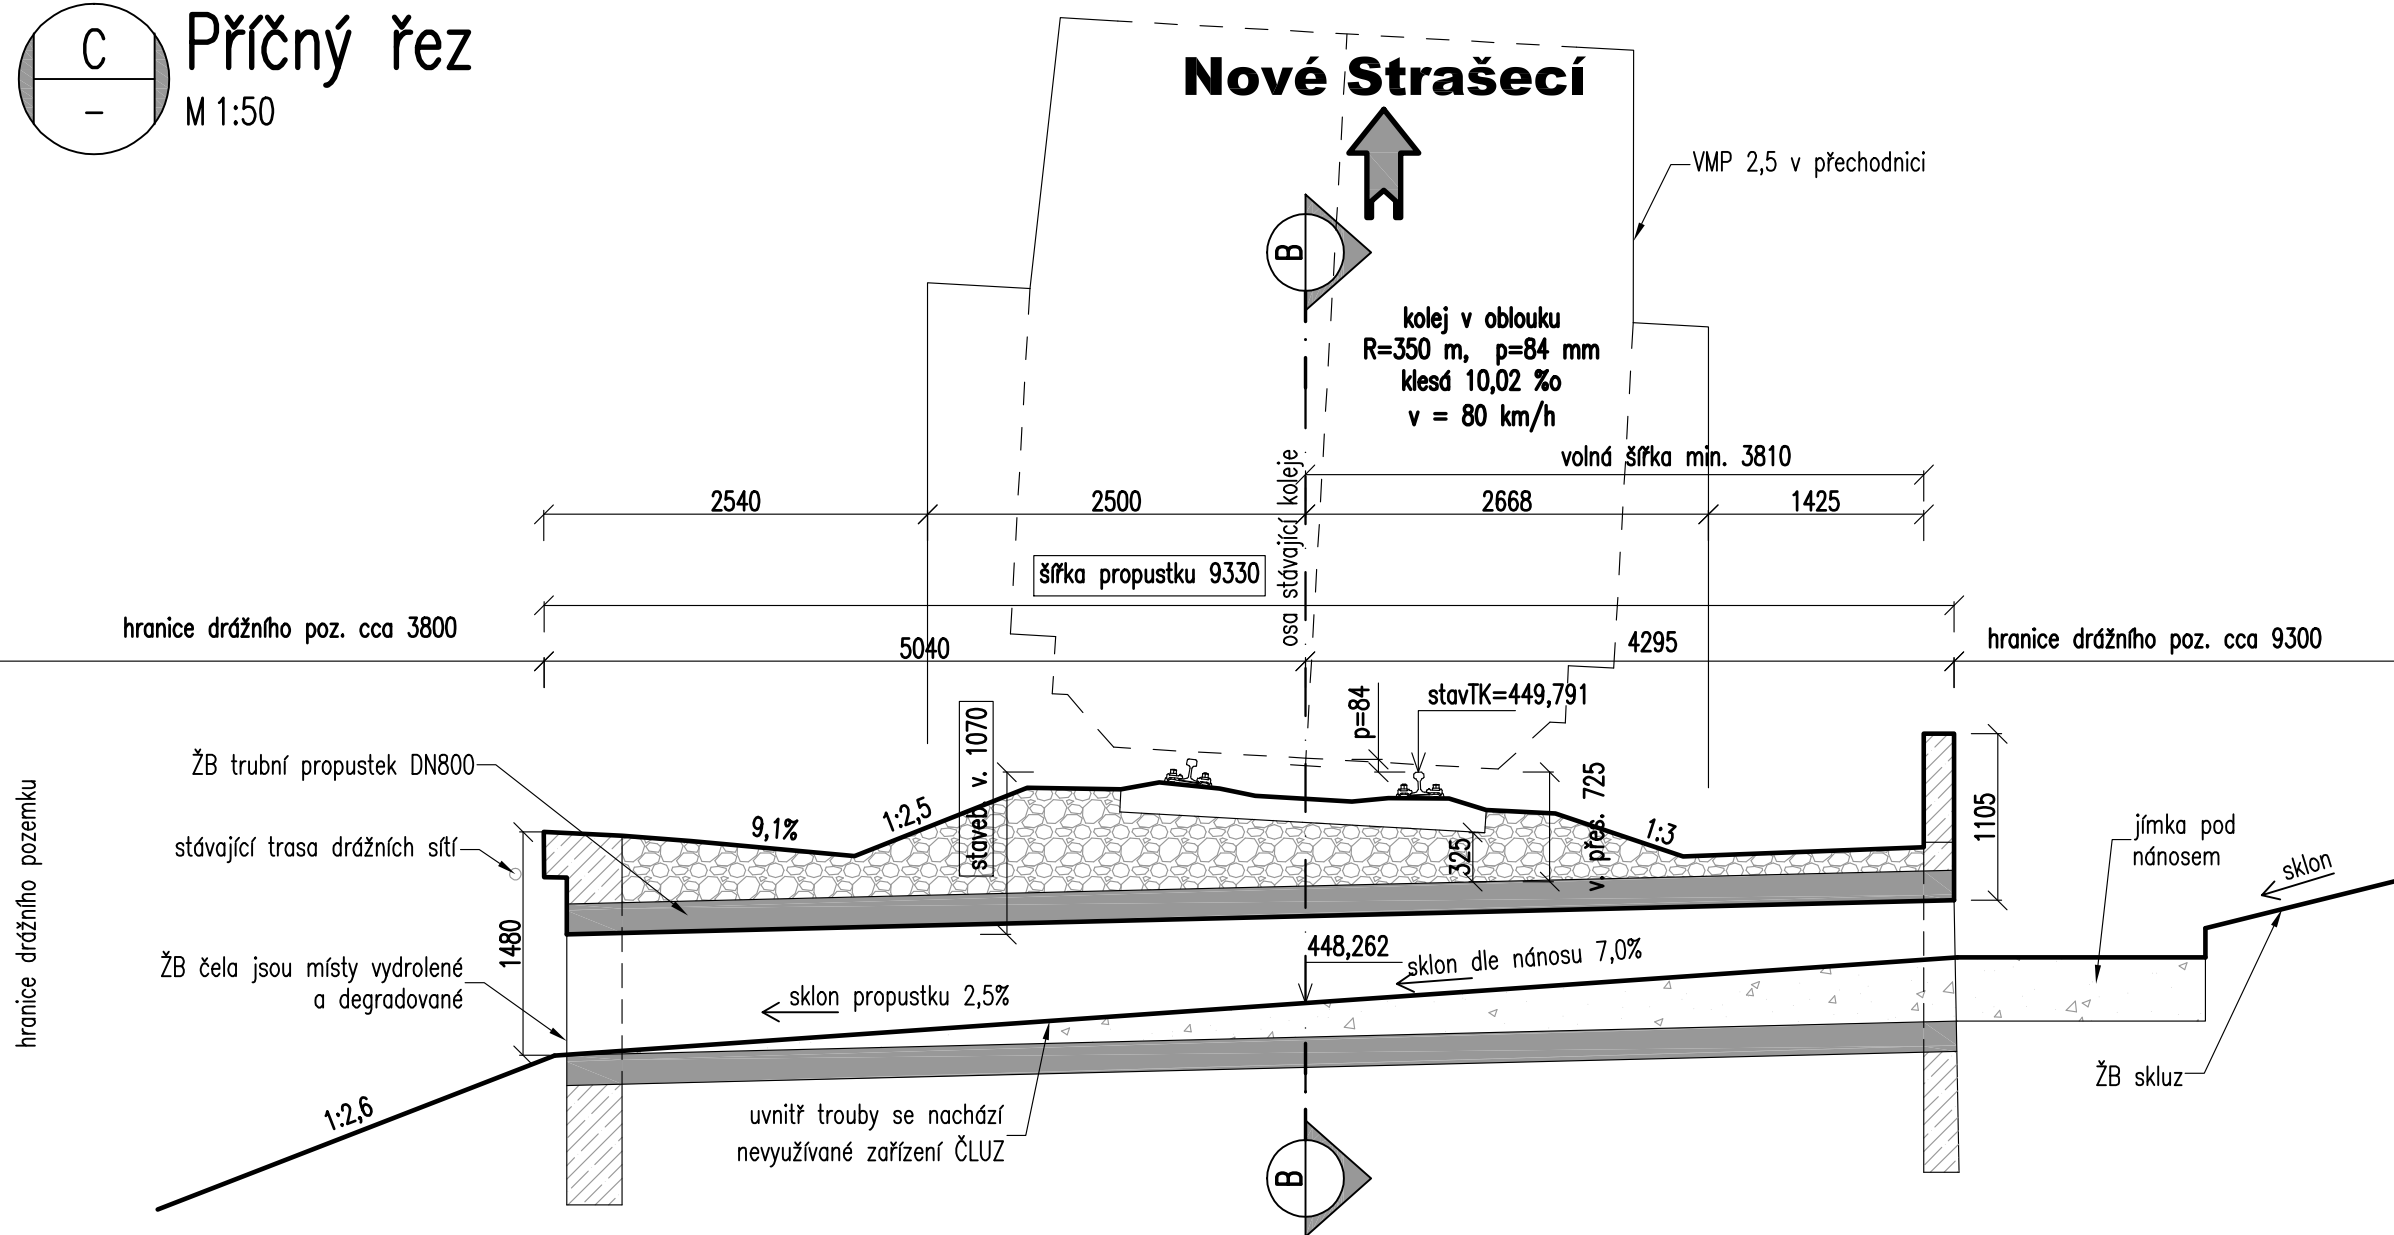 C
-
Příčný řez
M 1:50
Nové Strašecí
VMP 2,5 v přechodnici
B
kolej v oblouku
R=350 m, p=84 mm
klesá 10,02 %o
v = 80 km/h
volná šířka min. 3810
2540
2500
2668
1425
osa stávající koleje
šířka propustku 9330
hranice drážního poz. cca 3800
5040
4295
hranice drážního poz. cca 9300
p=84
stavTK=449,791
staveb. v. 1070
ŽB trubní propustek DN800
9,1%
1:2,5
325
v. přes. 725
1:3
1105
stávající trasa drážních sítí
jímka pod
nánosem
sklon
hranice drážního pozemku
1480
ŽB čela jsou místy vydrolené
a degradované
448,262
sklon dle nánosu 7,0%
sklon propustku 2,5%
ŽB skluz
1:2,6
uvnitř trouby se nachází
nevyužívané zařízení ČLUZ
B